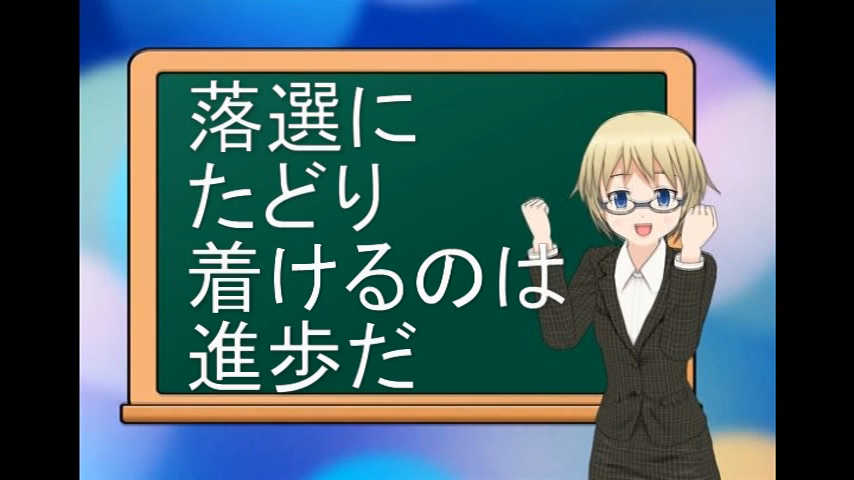 落選に
たどり
着けるのは
進歩だ